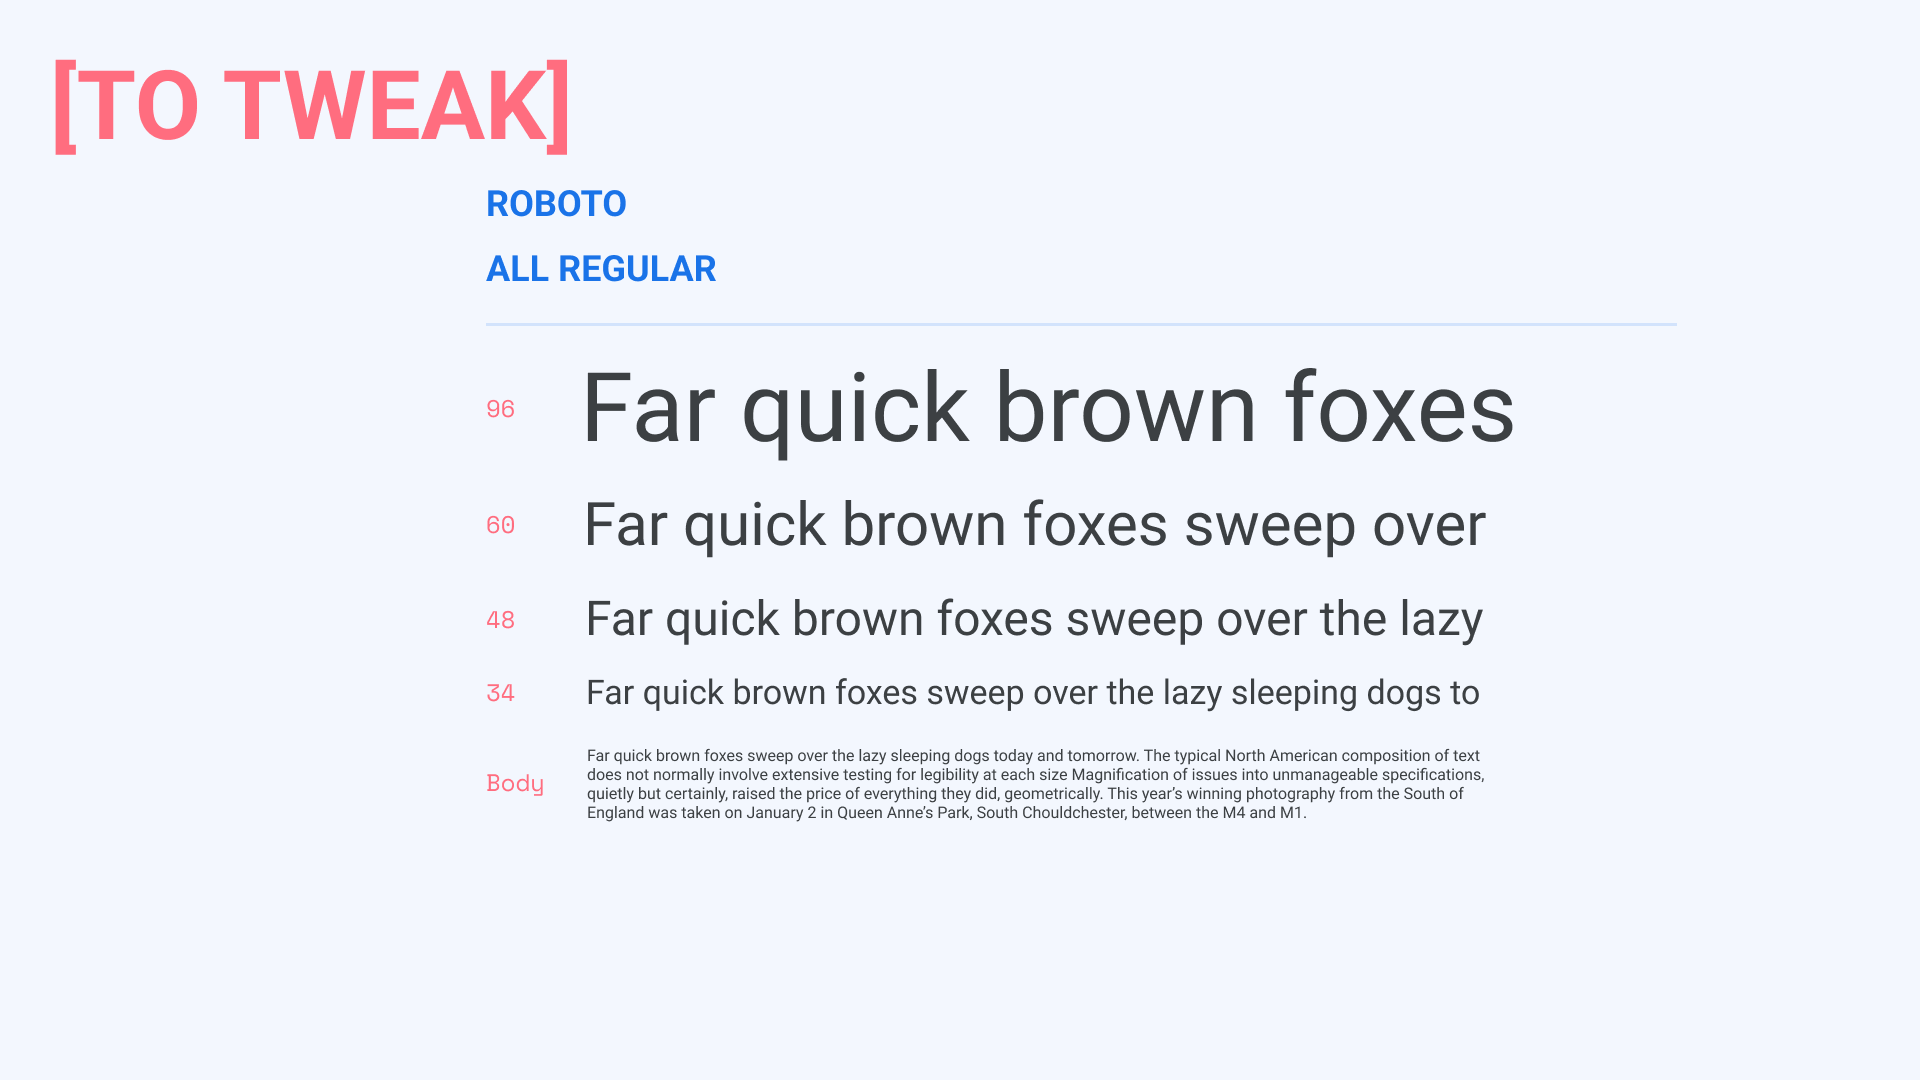 [TO TWEAK]
ROBOTO
ALL REGULAR
96
Far quick brown foxes
60
Far quick brown foxes sweep over
48
Far quick brown foxes sweep over the lazy
34
Far quick brown foxes sweep over the lazy sleeping dogs to
Body
Far quick brown foxes sweep over the lazy sleeping dogs today and tomorrow. The typical North American composition of text
does not normally involve extensive testing for legibility at each size Magnification of issues into unmanageable specifications,
quietly but certainly, raised the price of everything they did, geometrically. This year’s winning photography from the South of
England was taken on January 2 in Queen Anne’s Park, South Chouldchester, between the M4 and M1.